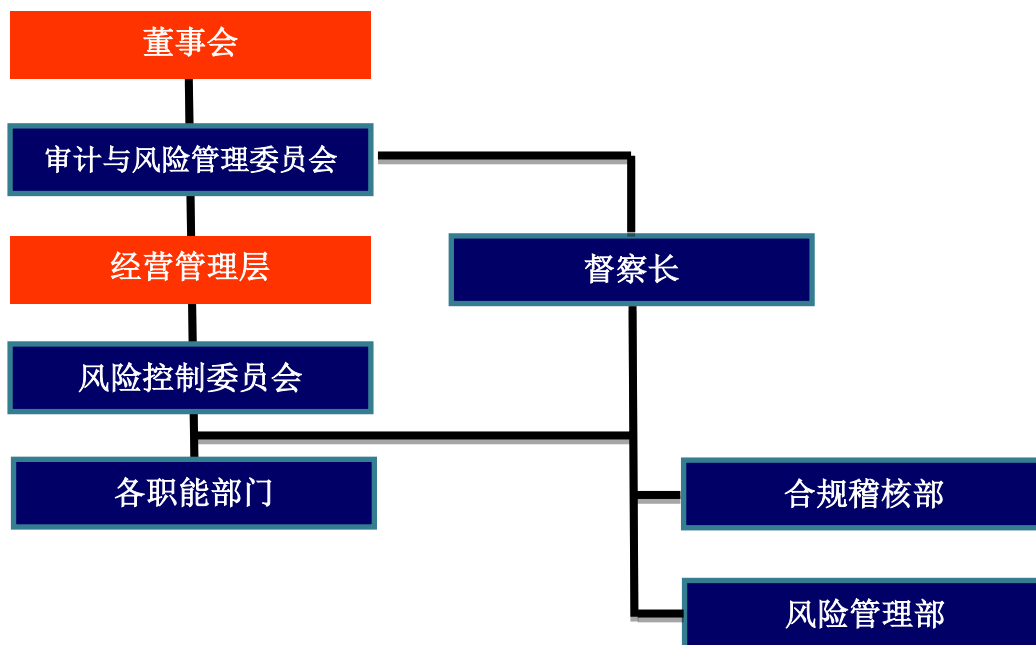 董事会
审计与风险管理委员会
经营管理层
督察长
风险控制委员会
各职能部门
合规稽核部
风险管理部